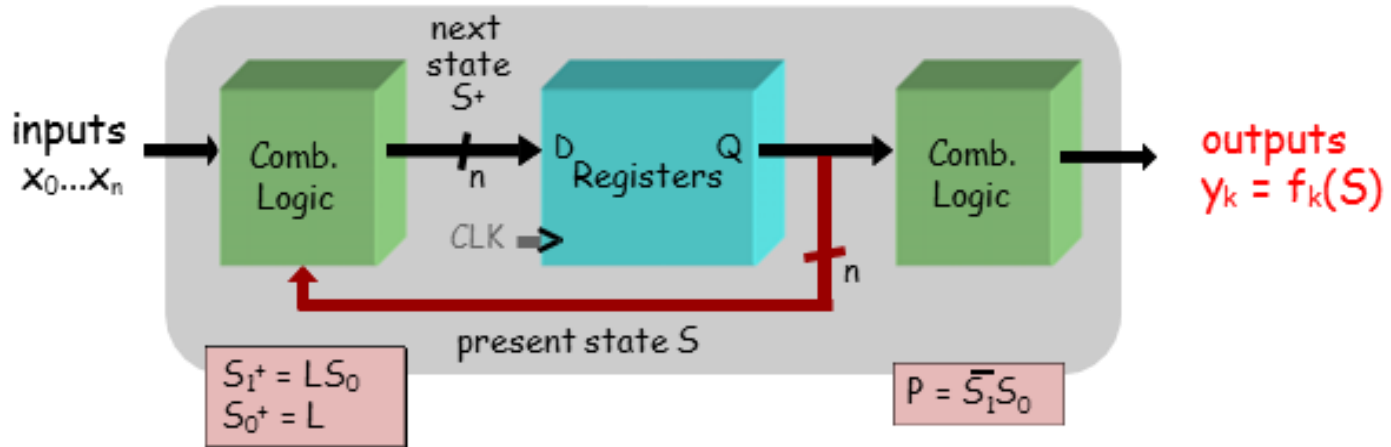 inputs
x₀...xₙ
Comb.
Logic
next
state
S⁺
n
D
Q
Registers
CLK
n
present state S
Comb.
Logic
outputs
yₖ = fₖ(S)
S₁⁺ = LS₀
S₀⁺ = L
P = S̅₁S₀